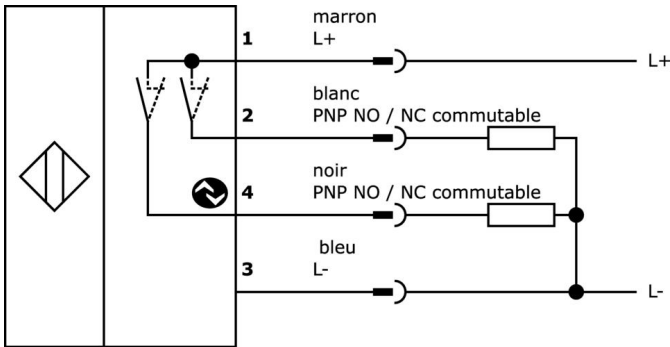 marron
1 L+ L+
blanc
2 PNP NO / NC commutable
noir
4 PNP NO / NC commutable
bleu
3 L- L-